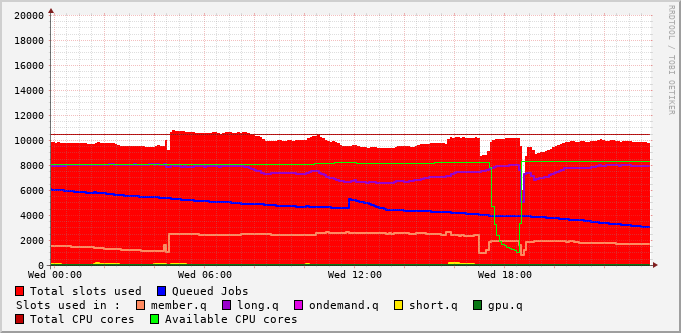 20000
18000
16000
14000
12000
10000
8000
6000
4000
2000
0
Wed 00:00 Wed 06:00 Wed 12:00 Wed 18:00
Total slots used Queued Jobs
Slots used in : member.q long.q ondemand.q short.q gpu.q
Total CPU cores Available CPU cores
RRDTOOL / TOBI OETIKER